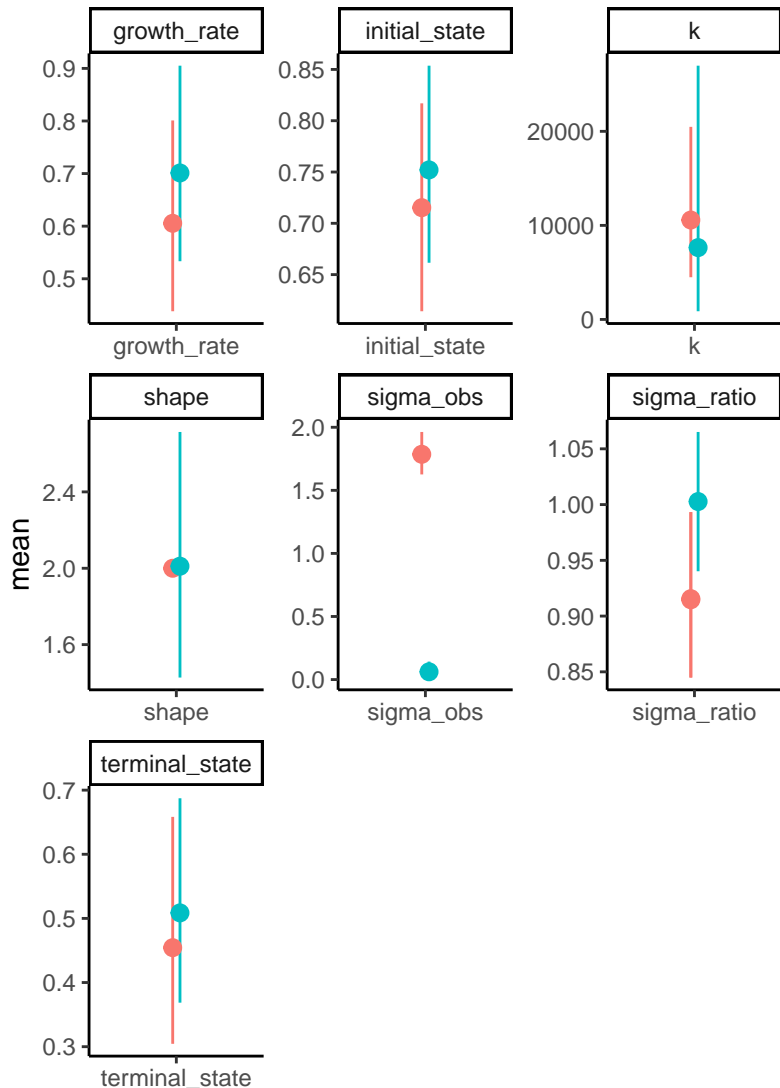 growth_rate
initial_state
k
0.9
0.8
0.7
0.6
0.5
growth_rate
0.85
0.80
0.75
0.70
0.65
initial_state
20000
10000
0
k
mean
shape
sigma_obs
sigma_ratio
2.4
2.0
1.6
shape
2.0
1.5
1.0
0.5
0.0
sigma_obs
1.05
1.00
0.95
0.90
0.85
sigma_ratio
terminal_state
0.7
0.6
0.5
0.4
0.3
terminal_state